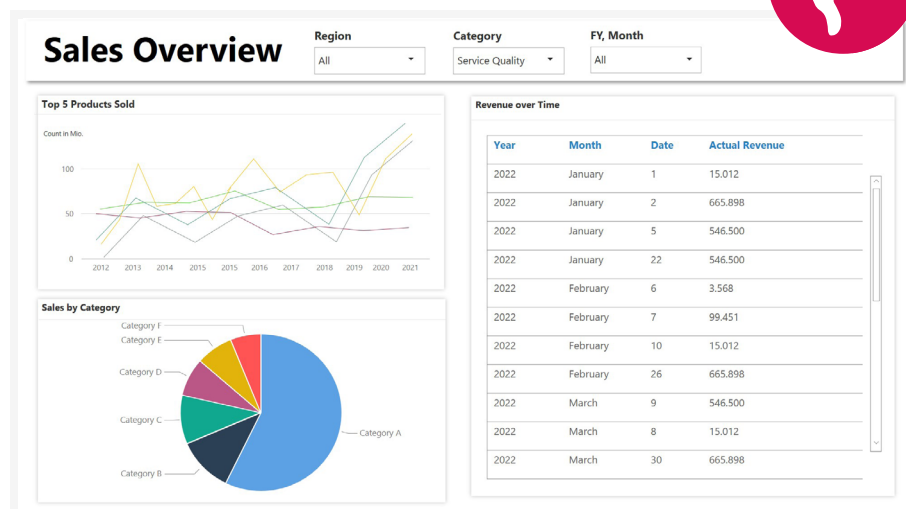 Sales Overview
Region
All
Category
Service Quality
FY, Month
All
Top 5 Products Sold
Count in Mio.
100
50
0
2012 2013 2014 2015 2015 2016 2017 2018 2019 2020 2021
Sales by Category
Category F
Category E
Category D
Category C
Category B
Category A
Revenue over Time
Year Month Date Actual Revenue
2022 January 1 15.012
2022 January 2 665.898
2022 January 5 546.500
2022 January 22 546.500
2022 February 6 3.568
2022 February 7 99.451
2022 February 10 15.012
2022 February 26 665.898
2022 March 9 546.500
2022 March 8 15.012
2022 March 30 665.898